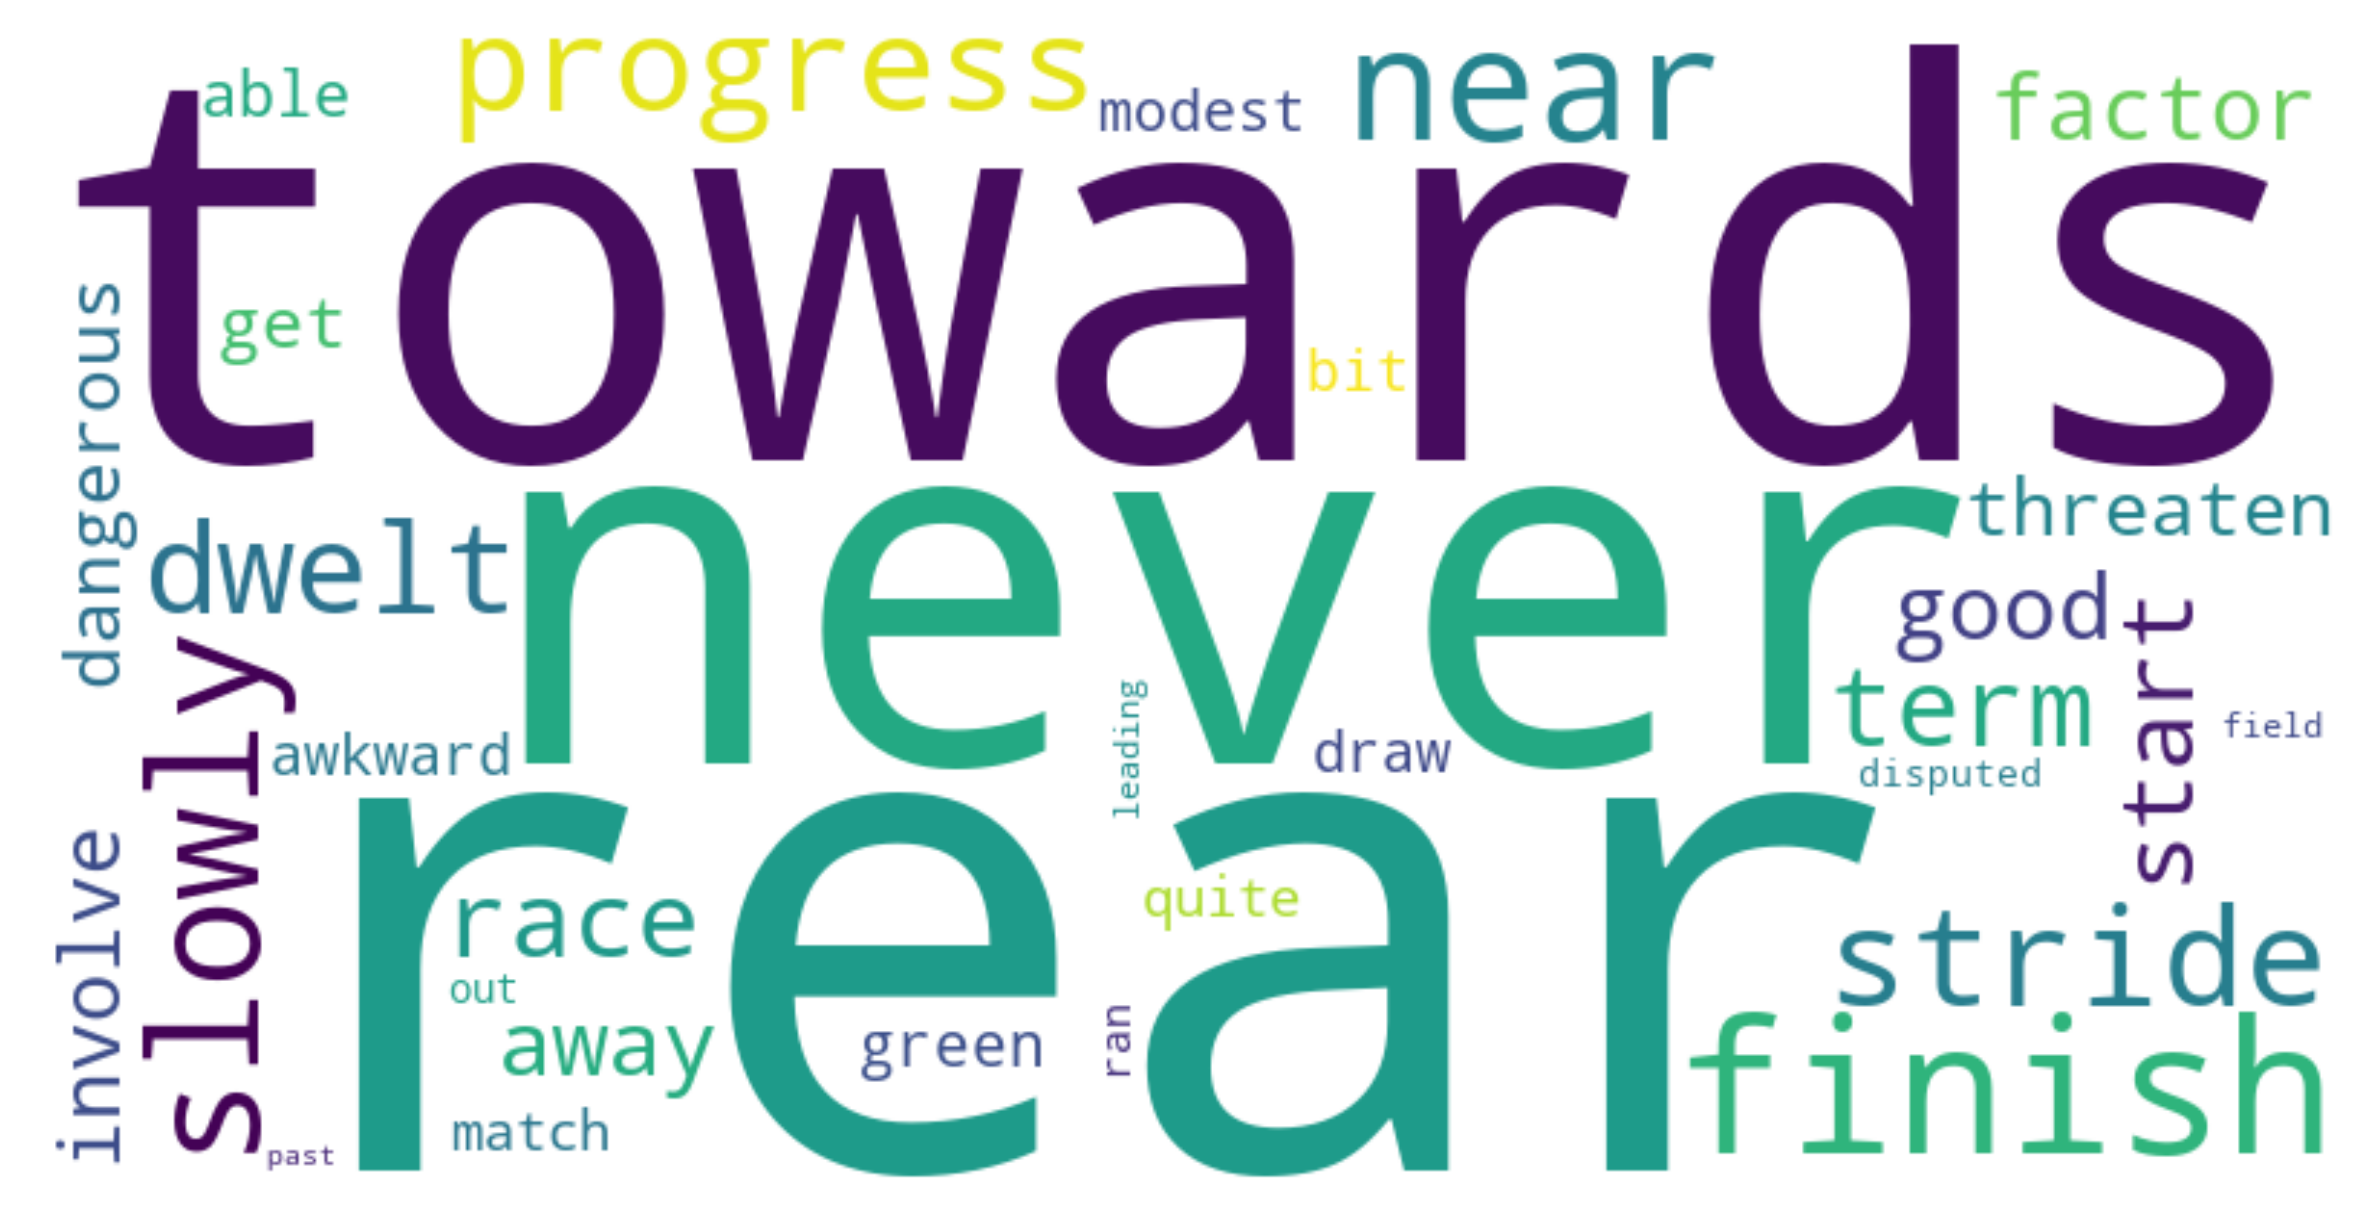 able
progress
modest
near
factor
towards
get
bit
dangerous
dwelt
never
threaten
good
slowly
awkward
leading
draw
term
start
field
disputed
rear
involve
race
quite
out
stride
away
green
ran
finish
match
past